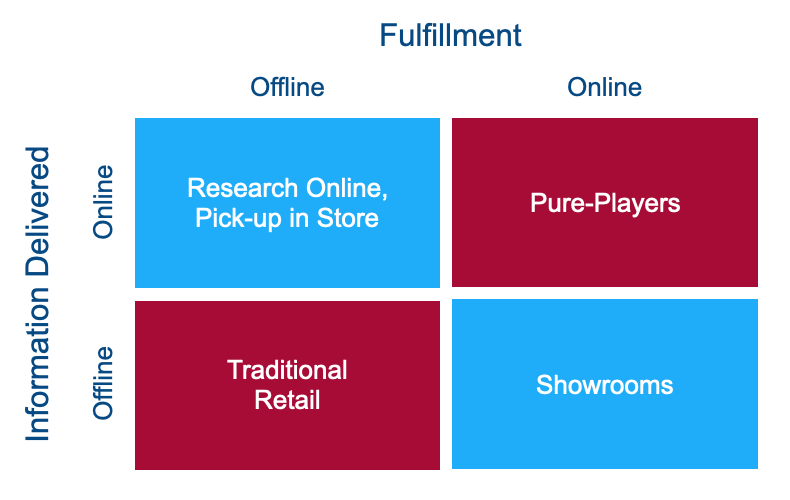 Fulfillment
Offline
Online
Information Delivered
Online
Research Online,
Pick-up in Store
Pure-Players
Offline
Traditional
Retail
Showrooms